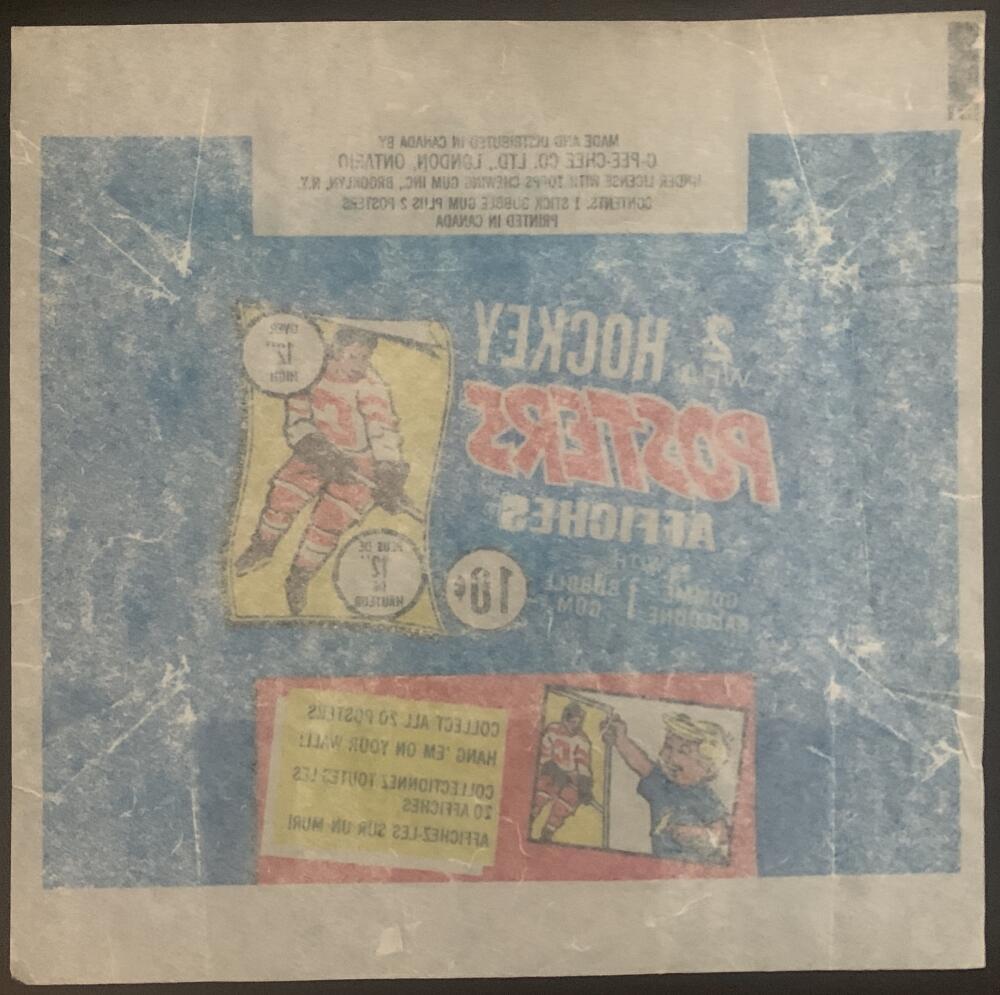 MADE AND DISTRIBUTED IN CANADA BY
O-PEE-CHEE CO. LTD., LONDON, ONTARIO
UNDER LICENSE WITH TOPPS CHEWING GUM INC., BROOKLYN, N.Y.
CONTENTS: 1 STICK BUBBLE GUM PLUS 2 POSTERS
PRINTED IN CANADA
2 HOCKEY
POSTERS
AFFICHES
GOMME
BALLOUNE
1
BUBBLE
GUM
10¢
OVER
12"
HIGH
PLUS DE
12"
DE
HAUTEUR
COLLECT ALL 20 POSTERS
HANG 'EM ON YOUR WALL!
COLLECTIONNEZ TOUTES LES
20 AFFICHES
AFFICHEZ-LES SUR UN MUR!